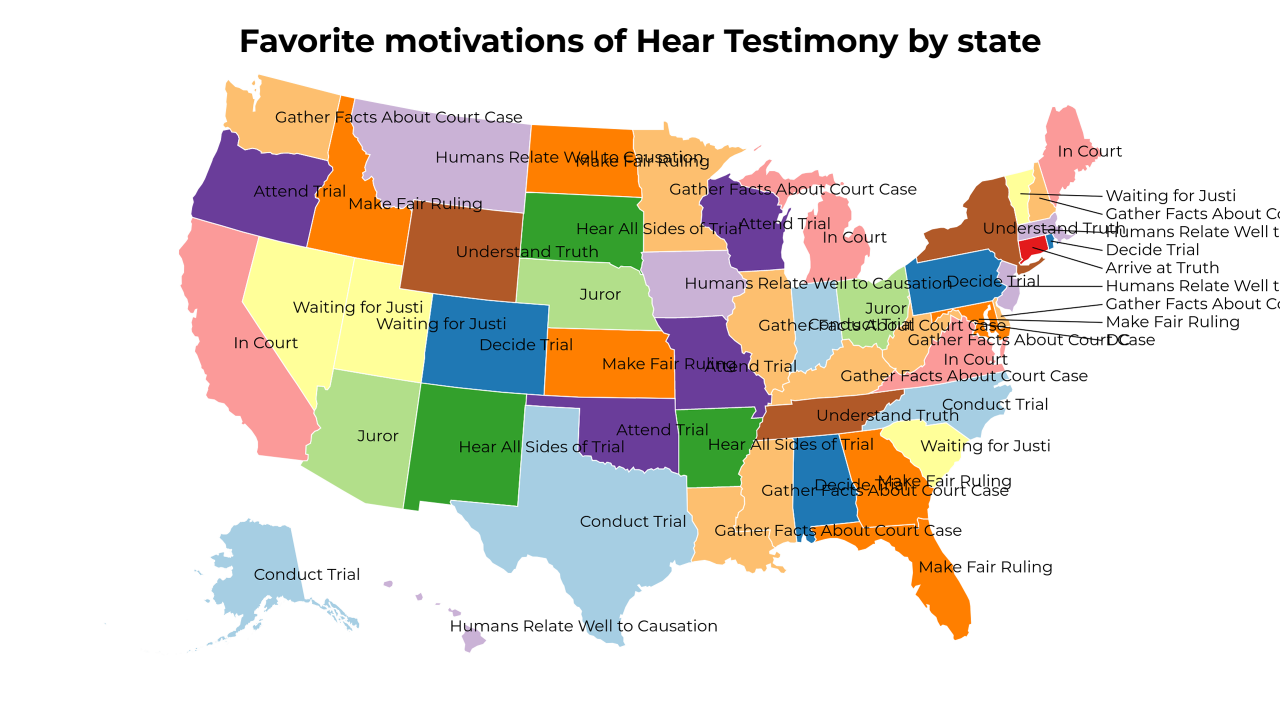 Favorite motivations of Hear Testimony by state
Gather Facts About Court Case
In Court
Humans Relate Well to Causation
Make Fair Ruling
Gather Facts About Court Case
Attend Trial
Waiting for Justi
Make Fair Ruling
Gather Facts About Co
Hear All Sides of Trial
Attend Trial
Understand Truth
Humans Relate Well t
In Court
Understand Truth
Decide Trial
Arrive at Truth
Humans Relate Well to Causation
Decide Trial
Humans Relate Well t
Juror
Gather Facts About Co
Waiting for Justi
Juror
Waiting for Justi
Gather Facts About Court Case
Conduct Trial
Make Fair Ruling
In Court
Decide Trial
Gather Facts About Court Case
DC
In Court
Make Fair Ruling
Attend Trial
Gather Facts About Court Case
Conduct Trial
Understand Truth
Juror
Attend Trial
Hear All Sides of Trial
Hear All Sides of Trial
Waiting for Justi
Decide Trial
Make Fair Ruling
Gather Facts About Court Case
Conduct Trial
Gather Facts About Court Case
Conduct Trial
Make Fair Ruling
Humans Relate Well to Causation